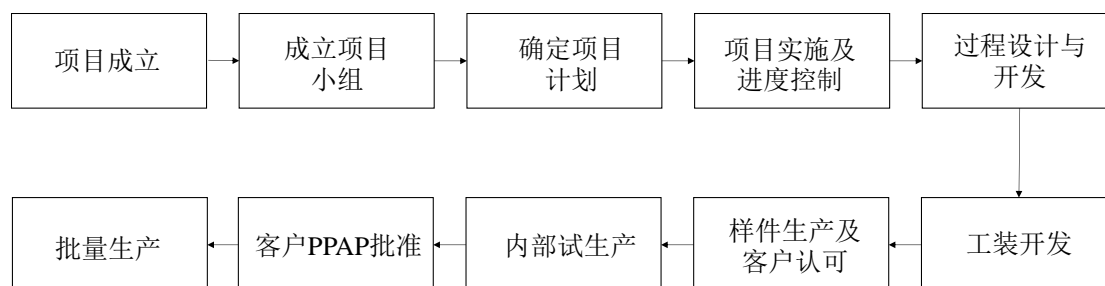 项目成立
成立项目
小组
确定项目
计划
项目实施及
进度控制
过程设计与
开发
工装开发
样件生产及
客户认可
内部试生产
客户PPAP批准
批量生产